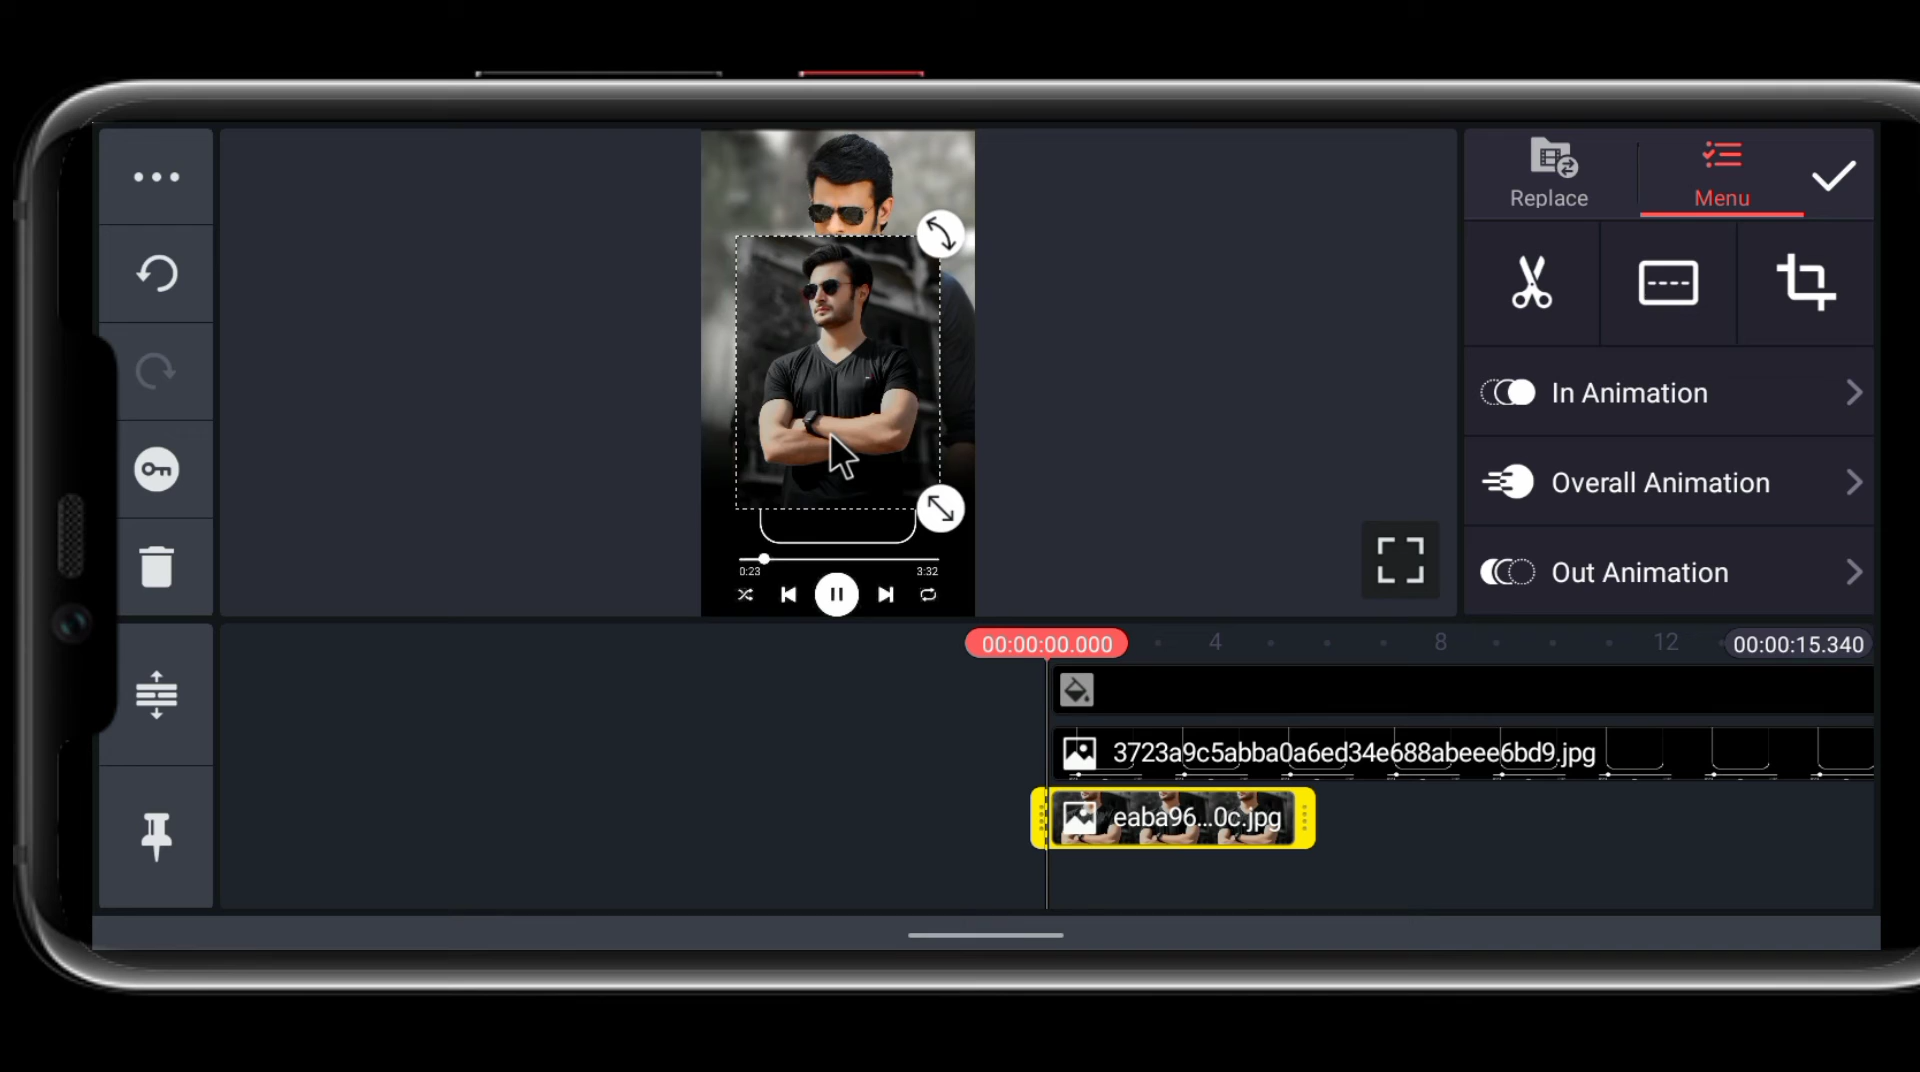 Replace
Menu
In Animation
Overall Animation
Out Animation
0:23
3:32
00:00:00.000
4
8
12
00:00:15.340
3723a9c5abba0a6ed34e688abeee6bd9.jpg
eaba96...0c.jpg